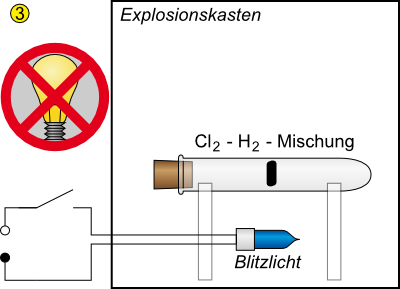 3
Explosionskasten
Cl₂ - H₂ - Mischung
Blitzlicht